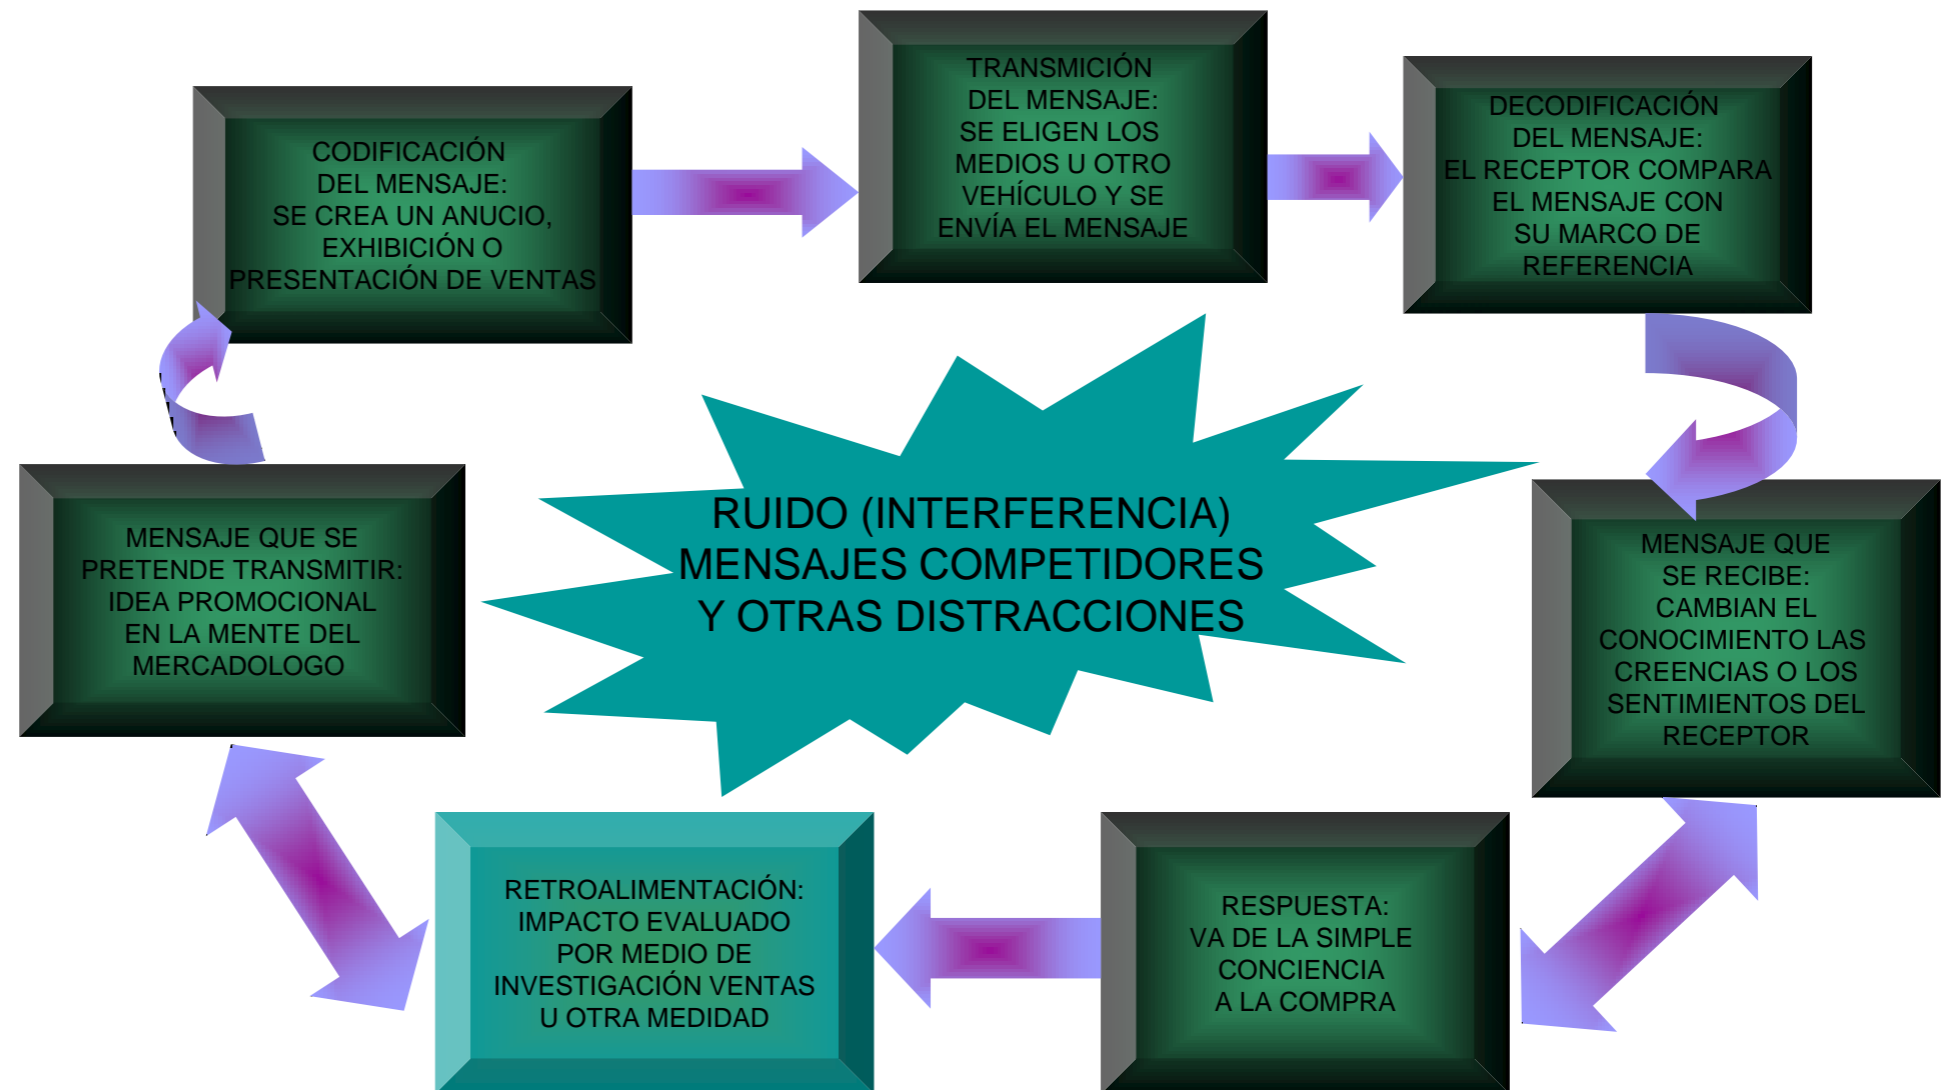 CODIFICACIÓN
DEL MENSAJE:
SE CREA UN ANUCIO,
EXHIBICIÓN O
PRESENTACIÓN DE VENTAS
TRANSMICIÓN
DEL MENSAJE:
SE ELIGEN LOS
MEDIOS U OTRO
VEHÍCULO Y SE
ENVÍA EL MENSAJE
DECODIFICACIÓN
DEL MENSAJE:
EL RECEPTOR COMPARA
EL MENSAJE CON
SU MARCO DE
REFERENCIA
MENSAJE QUE SE
PRETENDE TRANSMITIR:
IDEA PROMOCIONAL
EN LA MENTE DEL
MERCADOLOGO
RUIDO (INTERFERENCIA)
MENSAJES COMPETIDORES
Y OTRAS DISTRACCIONES
MENSAJE QUE
SE RECIBE:
CAMBIAN EL
CONOCIMIENTO LAS
CREENCIAS O LOS
SENTIMIENTOS DEL
RECEPTOR
RETROALIMENTACIÓN:
IMPACTO EVALUADO
POR MEDIO DE
INVESTIGACIÓN VENTAS
U OTRA MEDIDAD
RESPUESTA:
VA DE LA SIMPLE
CONCIENCIA
A LA COMPRA